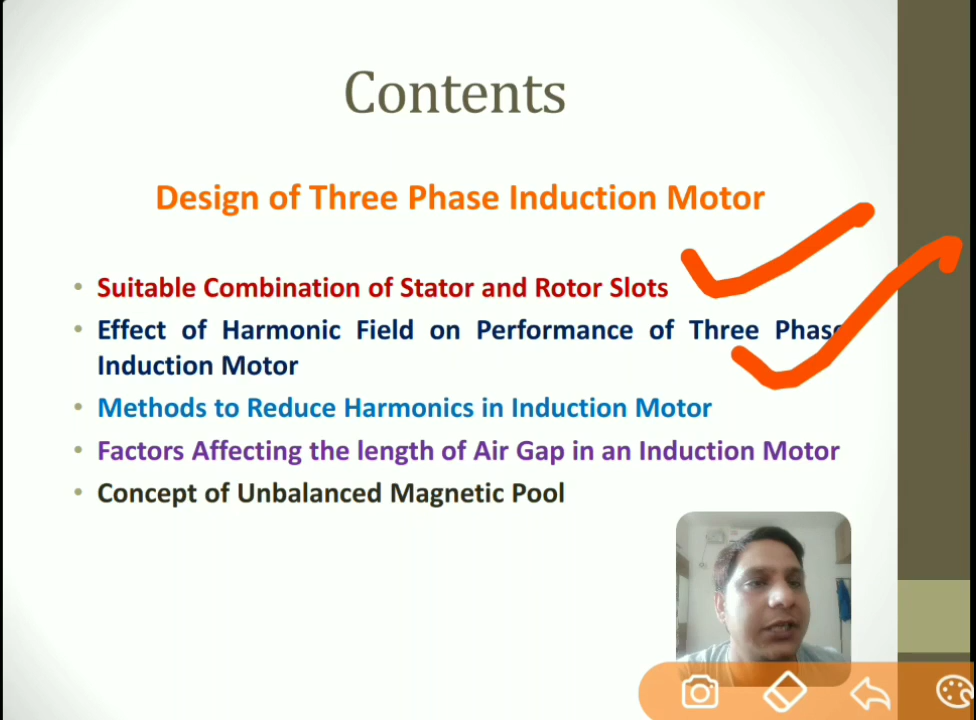 Contents
Design of Three Phase Induction Motor
• Suitable Combination of Stator and Rotor Slots
• Effect of Harmonic Field on Performance of Three Phase
Induction Motor
• Methods to Reduce Harmonics in Induction Motor
• Factors Affecting the length of Air Gap in an Induction Motor
• Concept of Unbalanced Magnetic Pool